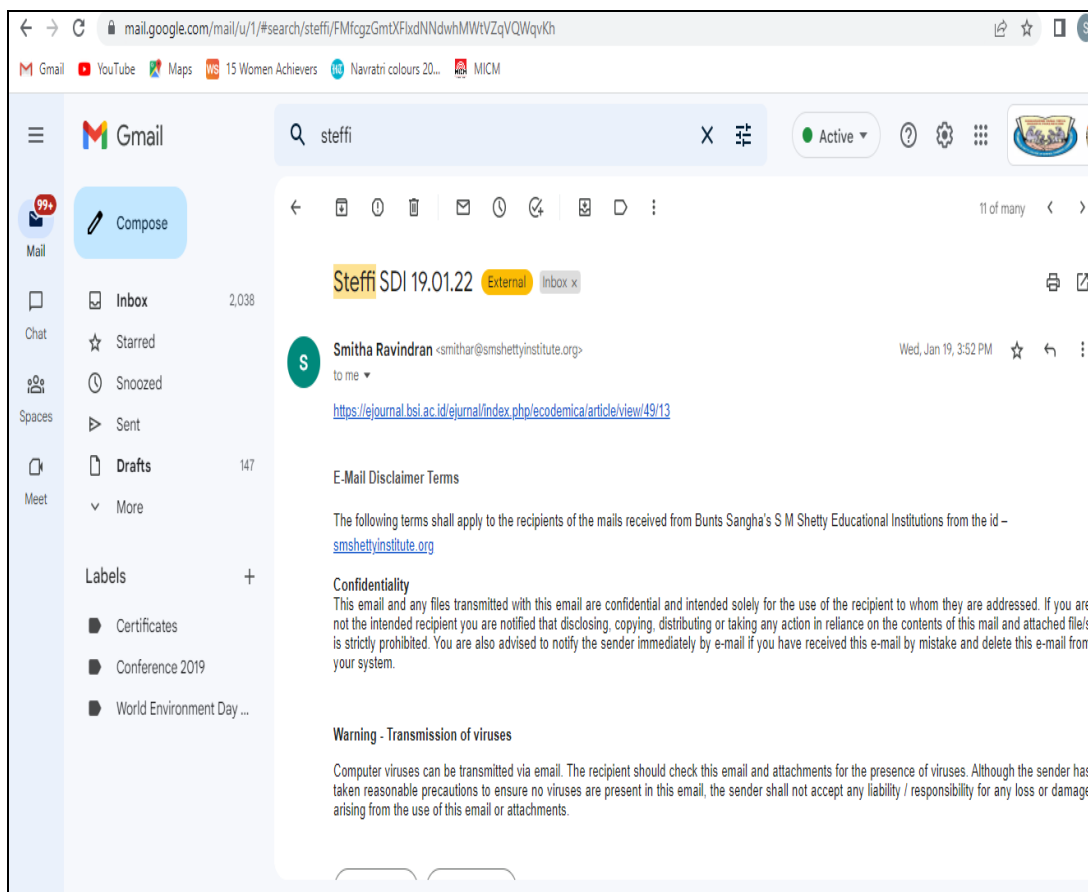 mail.google.com/mail/u/1/#search/steffi/FMfcgzGmtXFlxdNNdwhMWtVZqVQWqvKh
Gmail YouTube Maps WS 15 Women Achievers Navratri colours 20... MICM
Gmail steffi Active
99+
Mail
Compose
11 of many
Steffi SDI 19.01.22 External Inbox x
Inbox 2,038
Chat
Starred
S Smitha Ravindran <smithar@smshettyinstitute.org> Wed, Jan 19, 3:52 PM
to me
Snoozed
Spaces
https://ejournal.bsi.ac.id/ejurnal/index.php/ecodemica/article/view/49/13
Sent
Drafts 147
Meet
More
E-Mail Disclaimer Terms
The following terms shall apply to the recipients of the mails received from Bunts Sangha's S M Shetty Educational Institutions from the id –
smshettyinstitute.org
Labels
Confidentiality
This email and any files transmitted with this email are confidential and intended solely for the use of the recipient to whom they are addressed. If you are
not the intended recipient you are notified that disclosing, copying, distributing or taking any action in reliance on the contents of this mail and attached file/s
is strictly prohibited. You are also advised to notify the sender immediately by e-mail if you have received this e-mail by mistake and delete this e-mail from
your system.
Certificates
Conference 2019
World Environment Day ...
Warning - Transmission of viruses
Computer viruses can be transmitted via email. The recipient should check this email and attachments for the presence of viruses. Although the sender has
taken reasonable precautions to ensure no viruses are present in this email, the sender shall not accept any liability / responsibility for any loss or damage
arising from the use of this email or attachments.